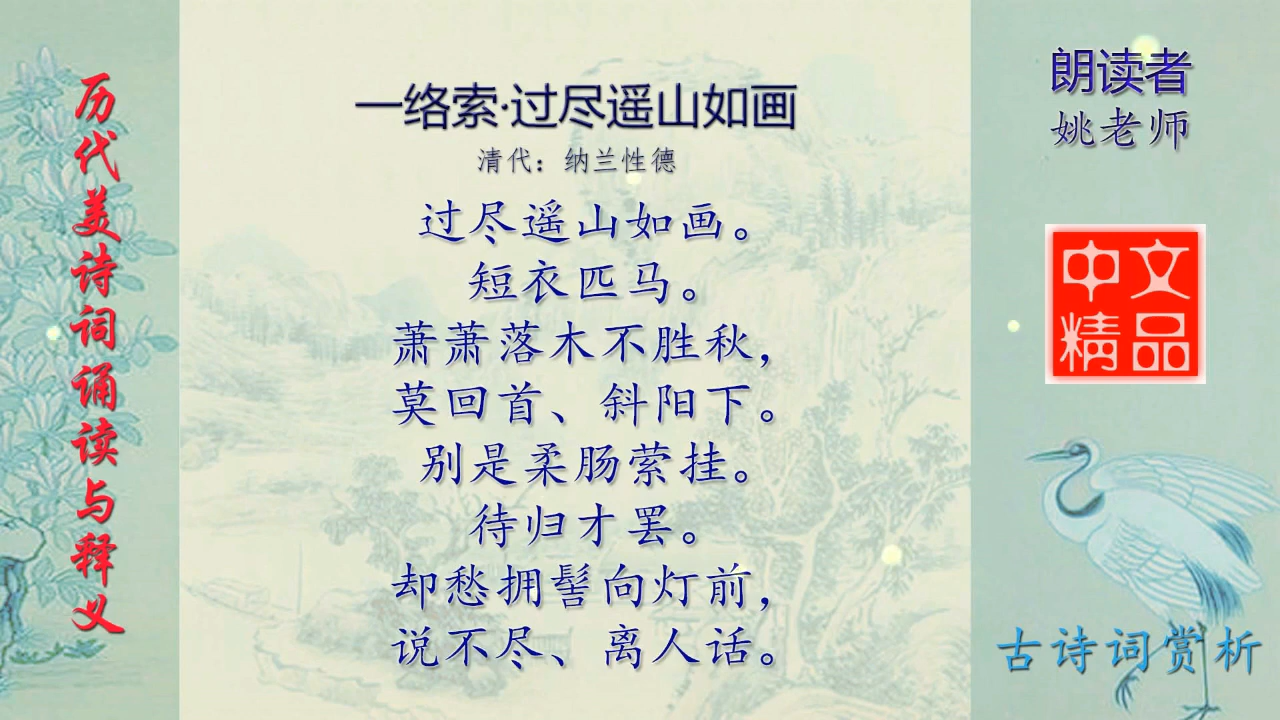 历代美诗词诵读与释义
一络索·过尽遥山如画
清代：纳兰性德
过尽遥山如画。
短衣匹马。
萧萧落木不胜秋，
莫回首、斜阳下。
别是柔肠萦挂。
待归才罢。
却愁拥髻向灯前，
说不尽、离人话。
朗读者
姚老师
中文
精品
古诗词赏析